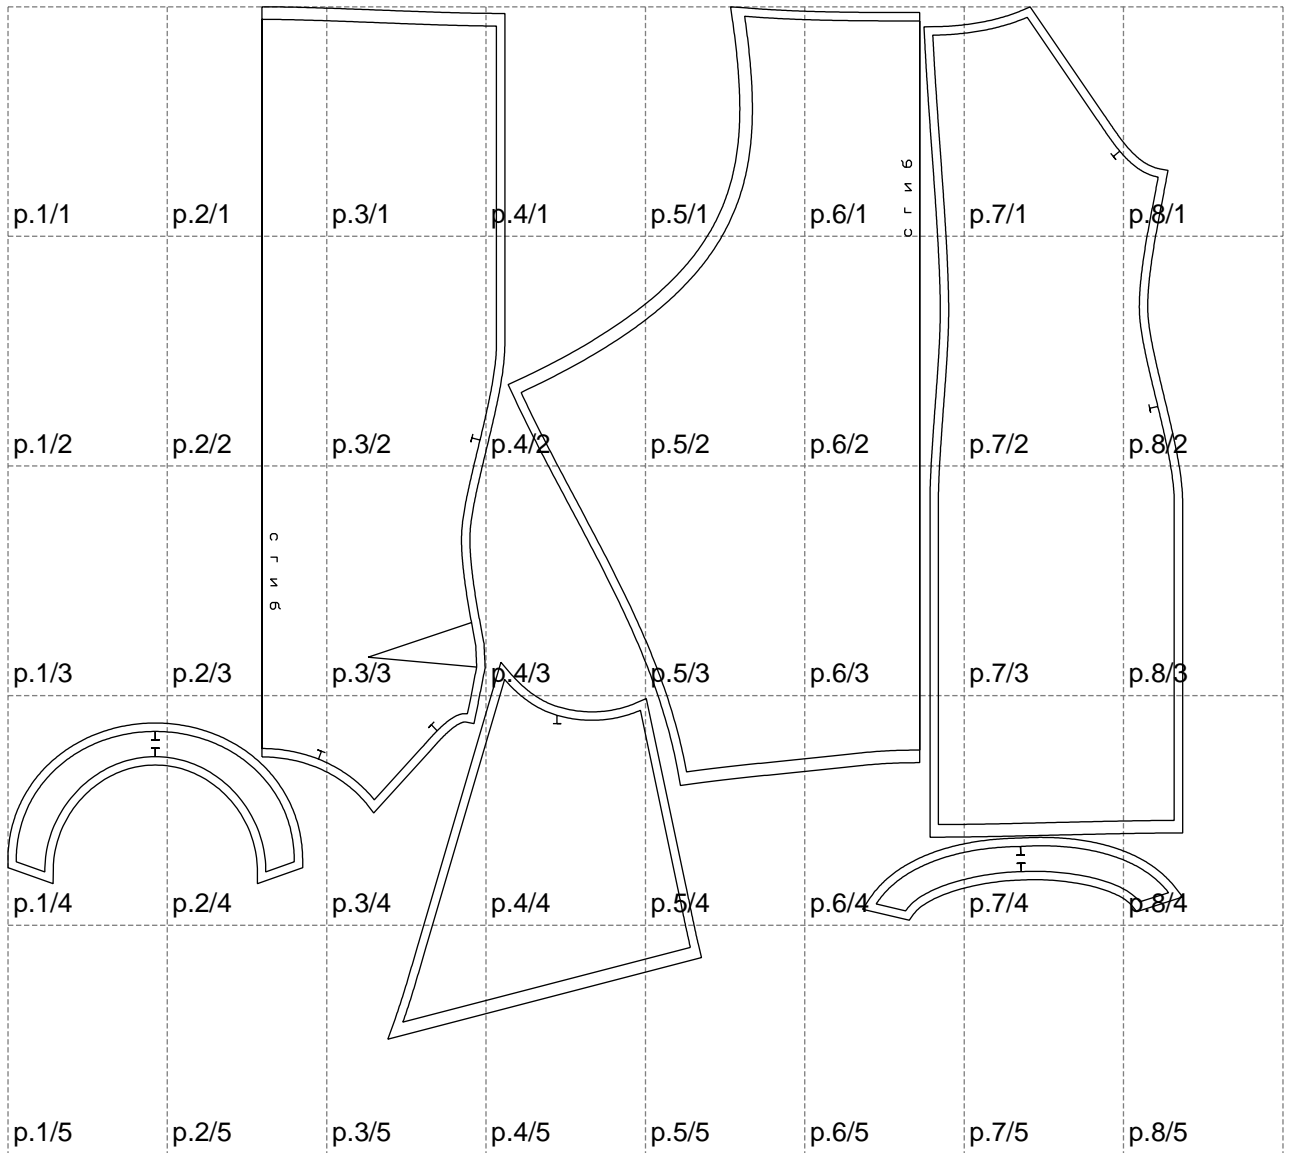 p.1/1 p.2/1 p.3/1 p.4/1 p.5/1 p.6/1 p.7/1 p.8/1
сгиб
p.1/2 p.2/2 p.3/2 p.4/2 p.5/2 p.6/2 p.7/2 p.8/2
сгиб
p.1/3 p.2/3 p.3/3 p.4/3 p.5/3 p.6/3 p.7/3 p.8/3
p.1/4 p.2/4 p.3/4 p.4/4 p.5/4 p.6/4 p.7/4 p.8/4
p.1/5 p.2/5 p.3/5 p.4/5 p.5/5 p.6/5 p.7/5 p.8/5